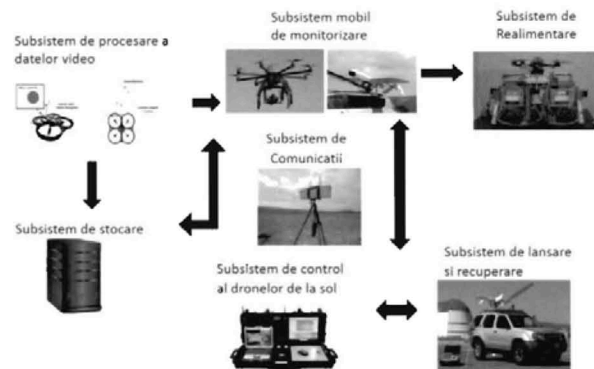 Subsistem de procesare a
datelor video
Subsistem mobil
de monitorizare
Subsistem de
Realimentare
Subsistem de
Comunicatii
Subsistem de stocare
Subsistem de control
al dronelor de la sol
Subsistem de lansare
si recuperare